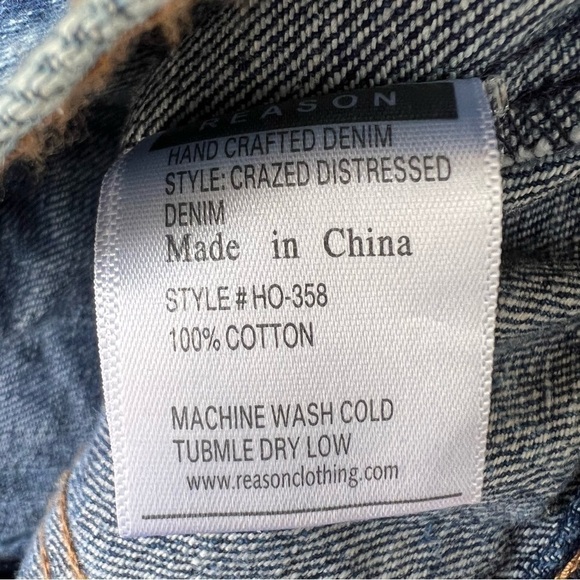 REASON
HAND CRAFTED DENIM
STYLE: CRAZED DISTRESSED
DENIM
Made in China
STYLE # HO-358
100% COTTON
MACHINE WASH COLD
TUBMLE DRY LOW
www.reasonclothing.com